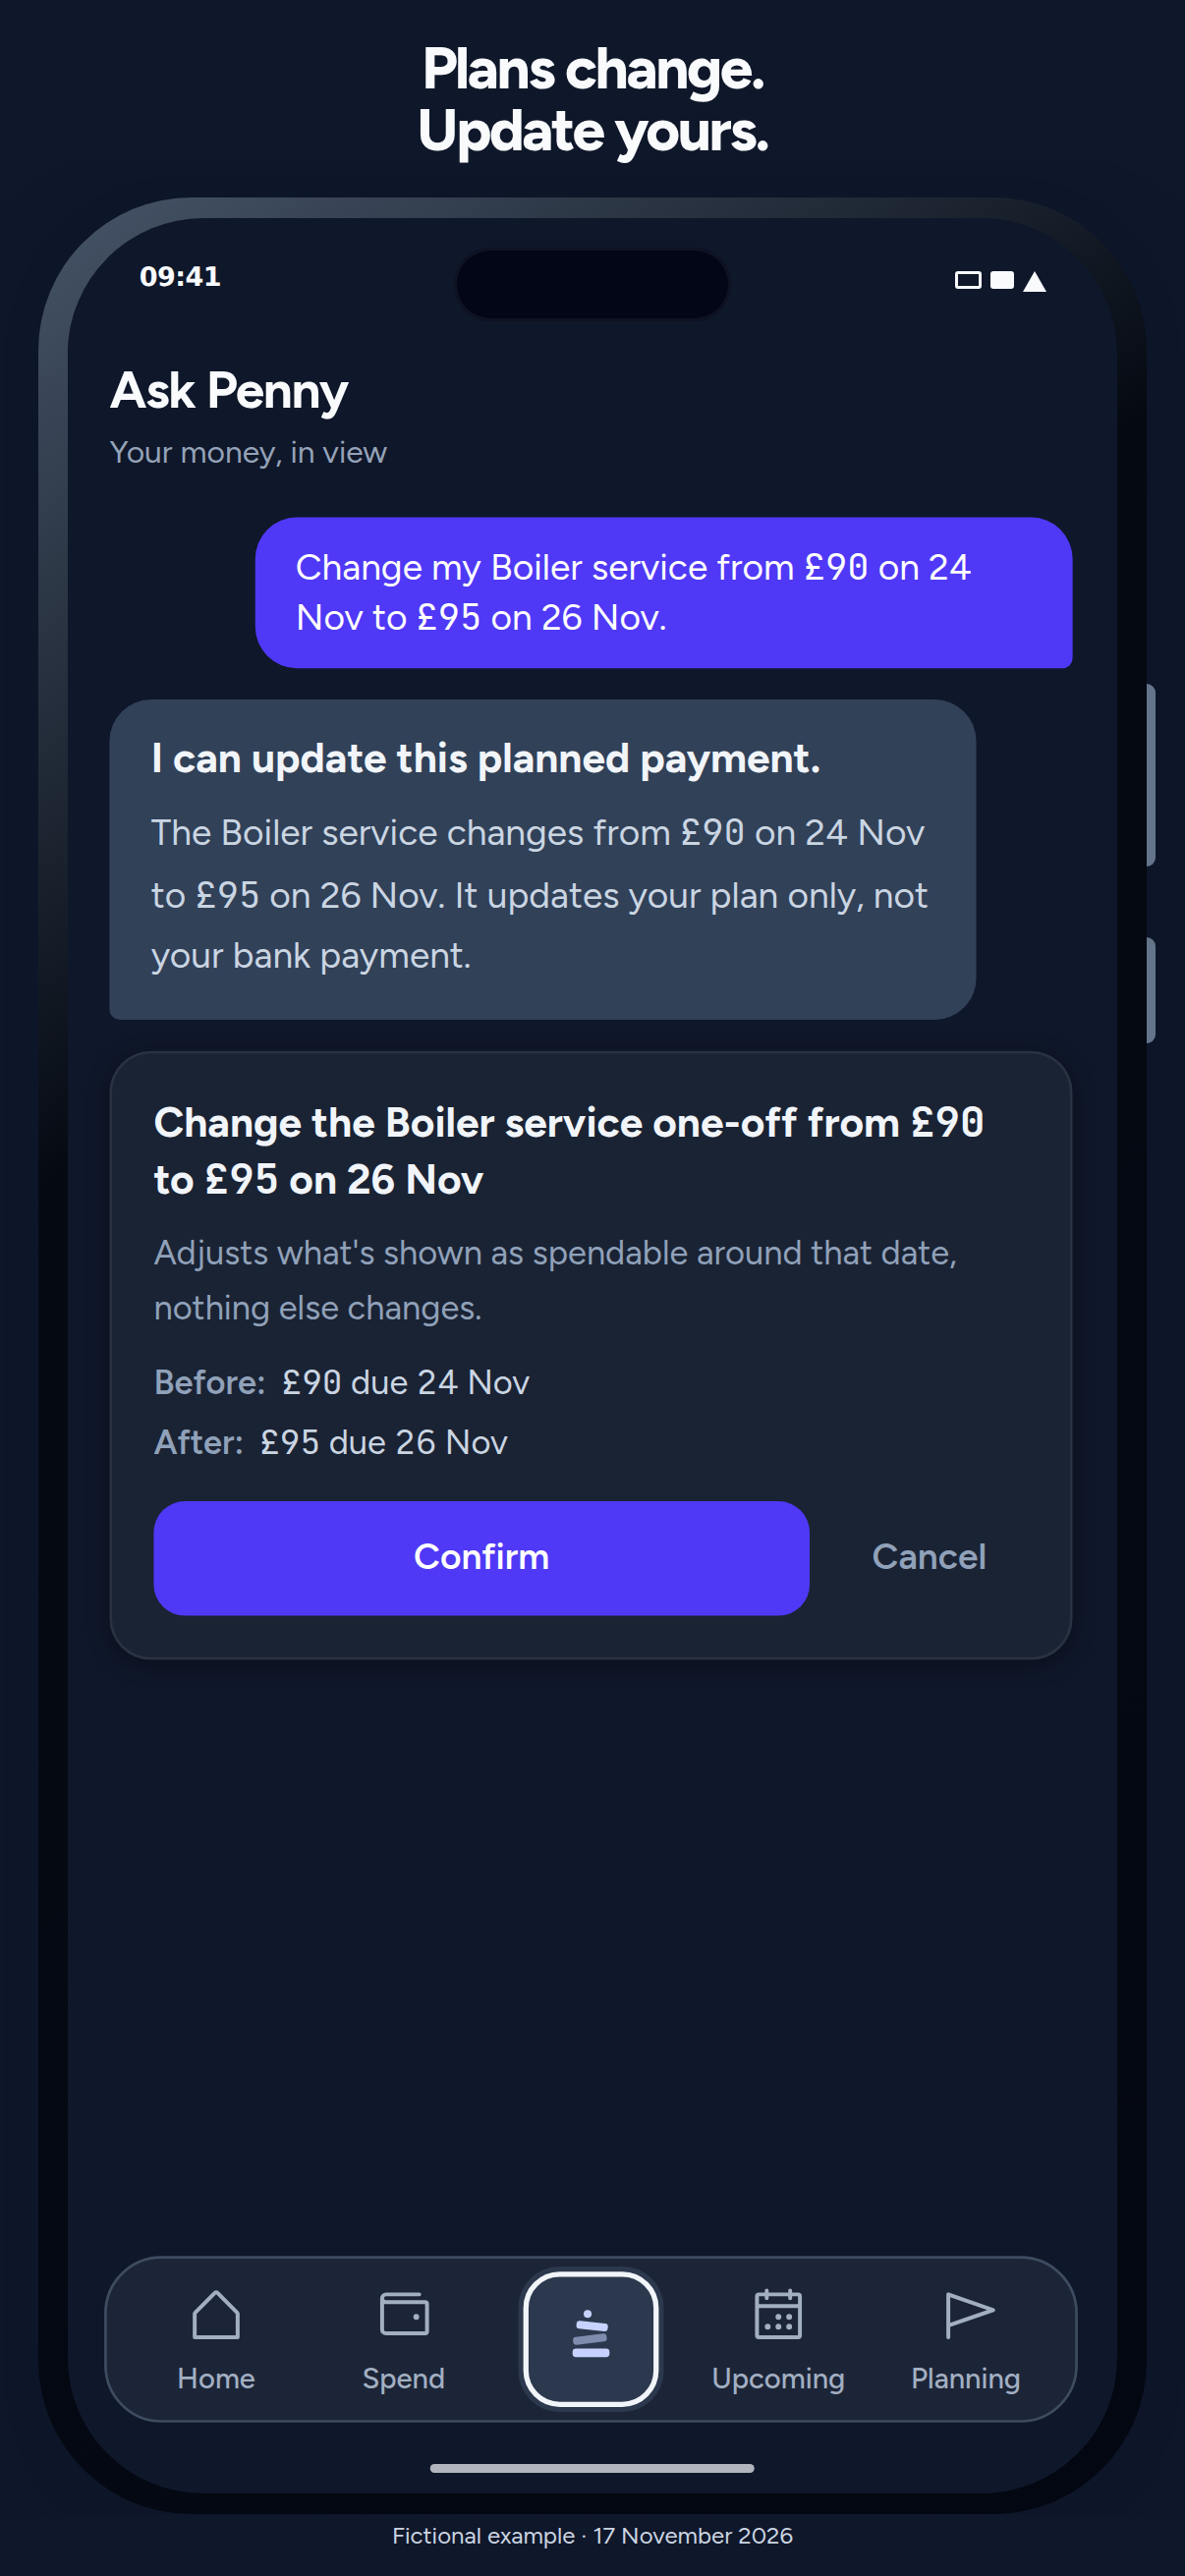 Plans change.
Update yours.
09:41
Ask Penny
Your money, in view
Change my Boiler service from £90 on 24
Nov to £95 on 26 Nov.
I can update this planned payment.
The Boiler service changes from £90 on 24 Nov
to £95 on 26 Nov. It updates your plan only, not
your bank payment.
Change the Boiler service one-off from £90
to £95 on 26 Nov
Adjusts what's shown as spendable around that date,
nothing else changes.
Before: £90 due 24 Nov
After: £95 due 26 Nov
Confirm
Cancel
Home
Spend
Upcoming
Planning
Fictional example · 17 November 2026